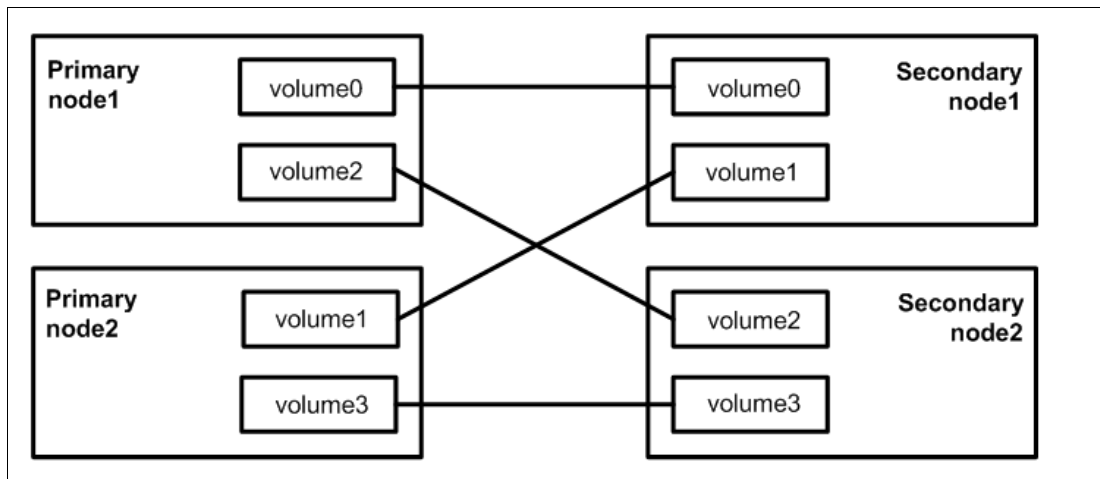 Primary
node1
volume0
volume2
volume0
volume1
Secondary
node1
Primary
node2
volume1
volume3
volume2
volume3
Secondary
node2